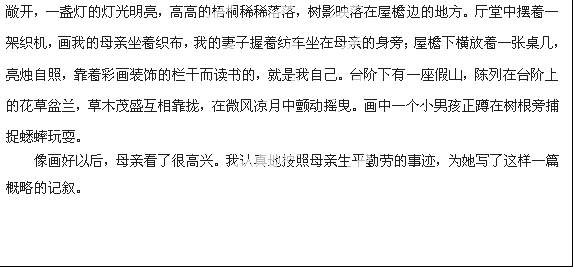 敞开，一盏灯的灯光明亮，高高的梧桐稀稀落落，树影映落在屋檐边的地方。厅堂中摆着一
架织机，画我的母亲坐着织布，我的妻子握着纺车坐在母亲的身旁；屋檐下横放着一张桌几，
亮烛自照，靠着彩画装饰的栏干而读书的，就是我自己。台阶下有一座假山，陈列在台阶上
的花草盆兰，草木茂盛互相靠拢，在微风凉月中颤动摇曳。画中一个小男孩正蹲在树根旁捕
捉蟋蟀玩耍。
像画好以后，母亲看了很高兴。我认真地按照母亲生平勤劳的事迹，为她写了这样一篇
概略的记叙。